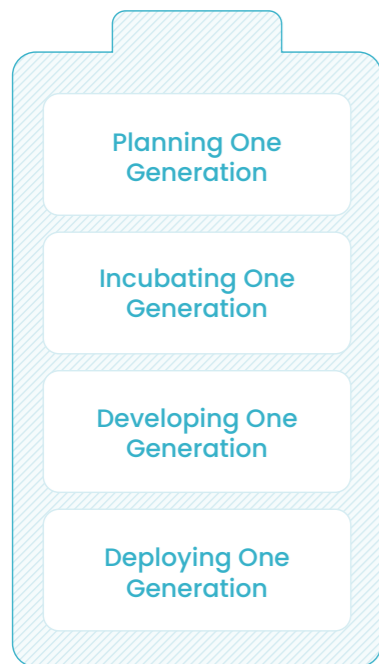 Planning One
Generation
Incubating One
Generation
Developing One
Generation
Deploying One
Generation